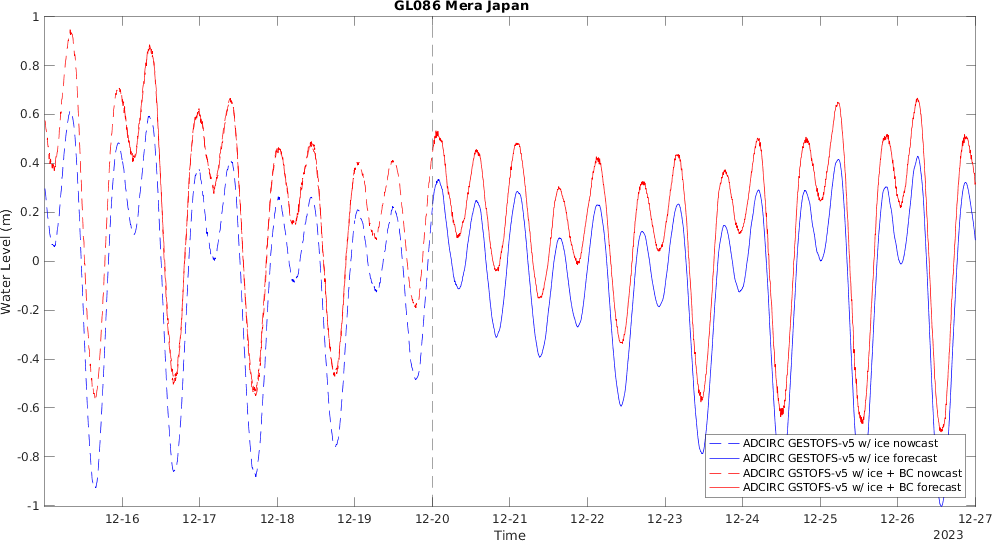 GL086 Mera Japan
1
0.8
0.6
0.4
0.2
0
-0.2
-0.4
-0.6
-0.8
-1
Water Level (m)
ADCIRC GESTOFS-v5 w/ ice nowcast
ADCIRC GESTOFS-v5 w/ ice forecast
ADCIRC GSTOFS-v5 w/ ice + BC nowcast
ADCIRC GSTOFS-v5 w/ ice + BC forecast
12-16 12-17 12-18 12-19 12-20 12-21 12-22 12-23 12-24 12-25 12-26 12-27
Time
2023